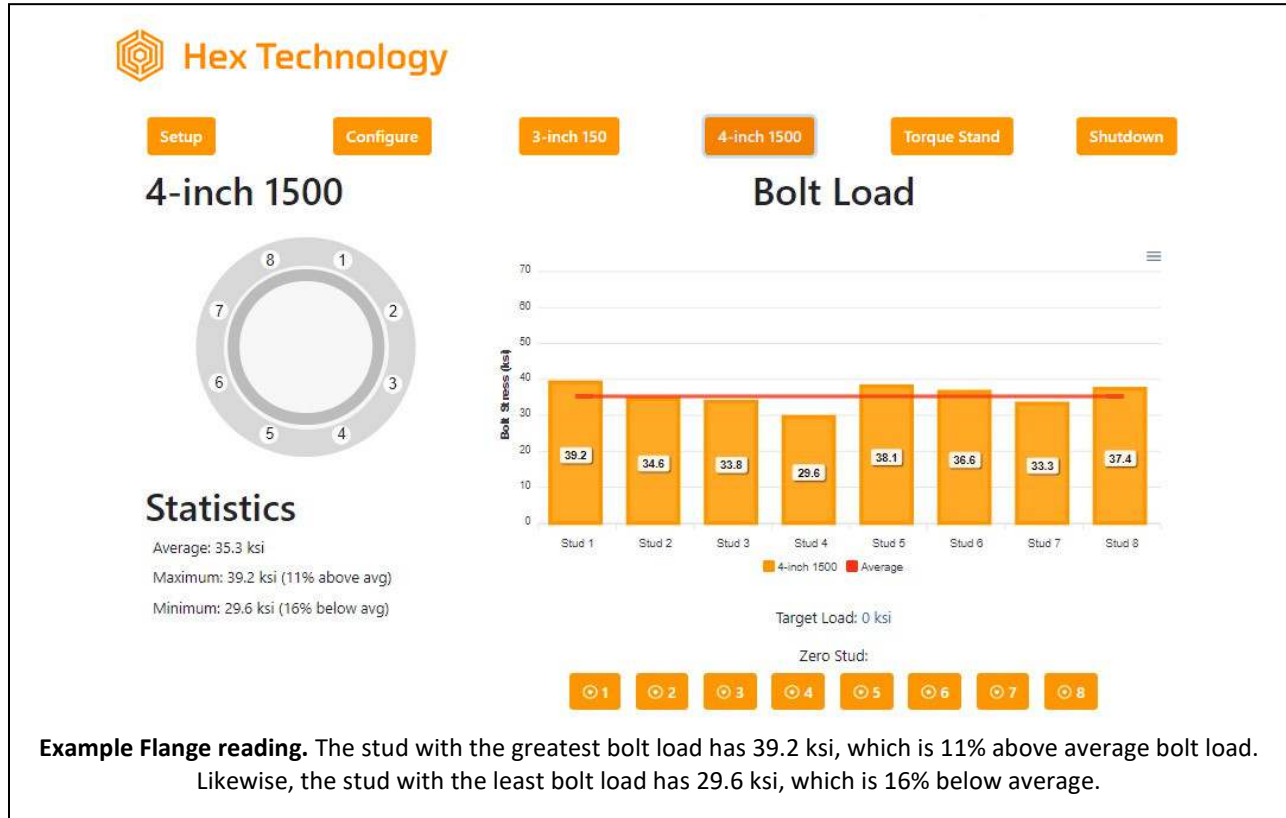 Hex Technology
Setup Configure 3-inch 150 4-inch 1500 Torque Stand Shutdown
4-inch 1500
8 1
7 2
6 3
5 4
Statistics
Average: 35.3 ksi
Maximum: 39.2 ksi (11% above avg)
Minimum: 29.6 ksi (16% below avg)
Bolt Load
Bolt Stress (ksi)
70
60
50
40
30
20
10
0
39.2 34.6 33.8 29.6 38.1 36.6 33.3 37.4
Stud 1 Stud 2 Stud 3 Stud 4 Stud 5 Stud 6 Stud 7 Stud 8
4-inch 1500 Average
Target Load: 0 ksi
Zero Stud:
1 2 3 4 5 6 7 8
Example Flange reading. The stud with the greatest bolt load has 39.2 ksi, which is 11% above average bolt load.
Likewise, the stud with the least bolt load has 29.6 ksi, which is 16% below average.